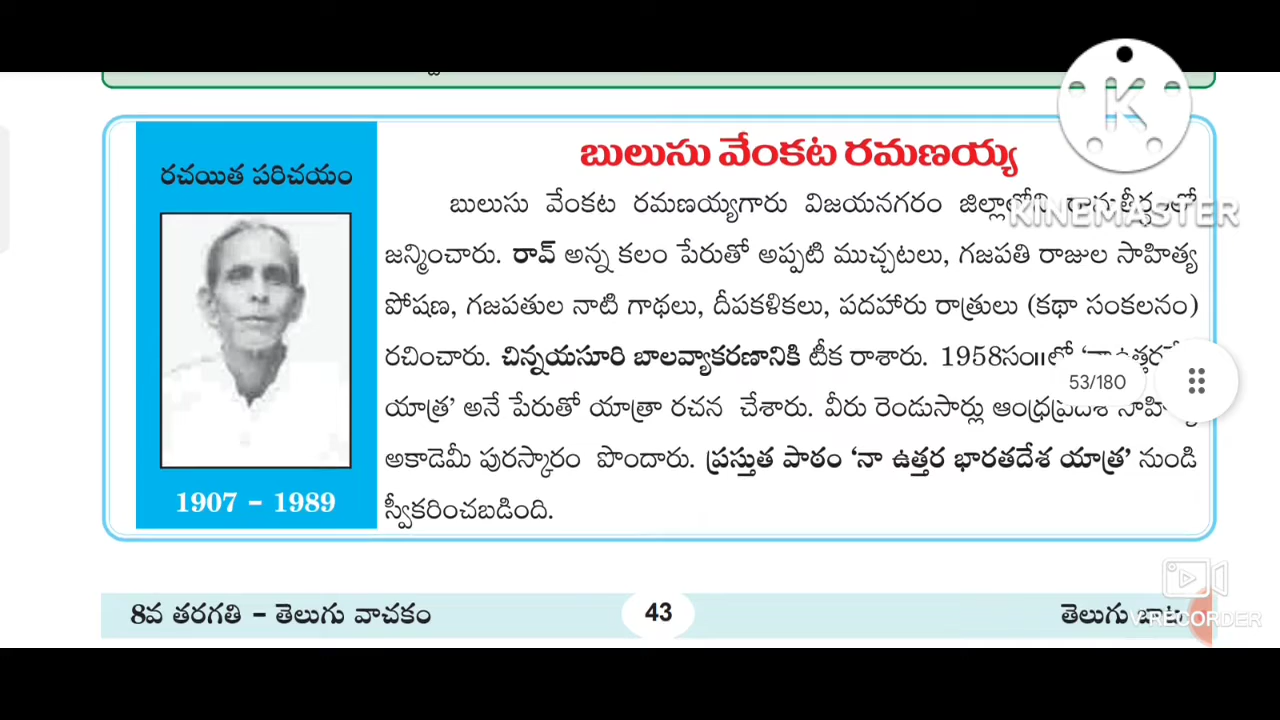 బులుసు వేంకట రమణయ్య
రచయిత పరిచయం
బులుసు వేంకట రమణయ్యగారు విజయనగరం జిల్లాలోని రామతీర్థంలో
జన్మించారు. రావ్ అన్న కలం పేరుతో అప్పటి ముచ్చటలు, గజపతి రాజుల సాహిత్య
పోషణ, గజపతుల నాటి గాథలు, దీపకళికలు, పదహారు రాత్రులు (కథా సంకలనం)
రచించారు. చిన్నయసూరి బాలవ్యాకరణానికి టీక రాశారు. 1958సం॥లో
యాత్ర' అనే పేరుతో యాత్రా రచన చేశారు. వీరు రెండుసార్లు ఆంధ్రప్రదేశ్ సాహిత్య
అకాడెమీ పురస్కారం పొందారు. ప్రస్తుత పాఠం 'నా ఉత్తర భారతదేశ యాత్ర' నుండి
స్వీకరించబడింది.
1907 – 1989
53/180
8వ తరగతి – తెలుగు వాచకం
43
తెలుగు బాట
K
KINEMASTER
V RECORDER